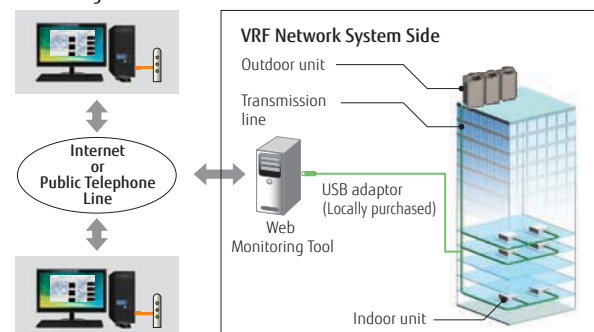 VRF Network System Side
Outdoor unit
Transmission
line
Internet
or
Public Telephone
Line
USB adaptor
(Locally purchased)
Web
Monitoring Tool
Indoor unit